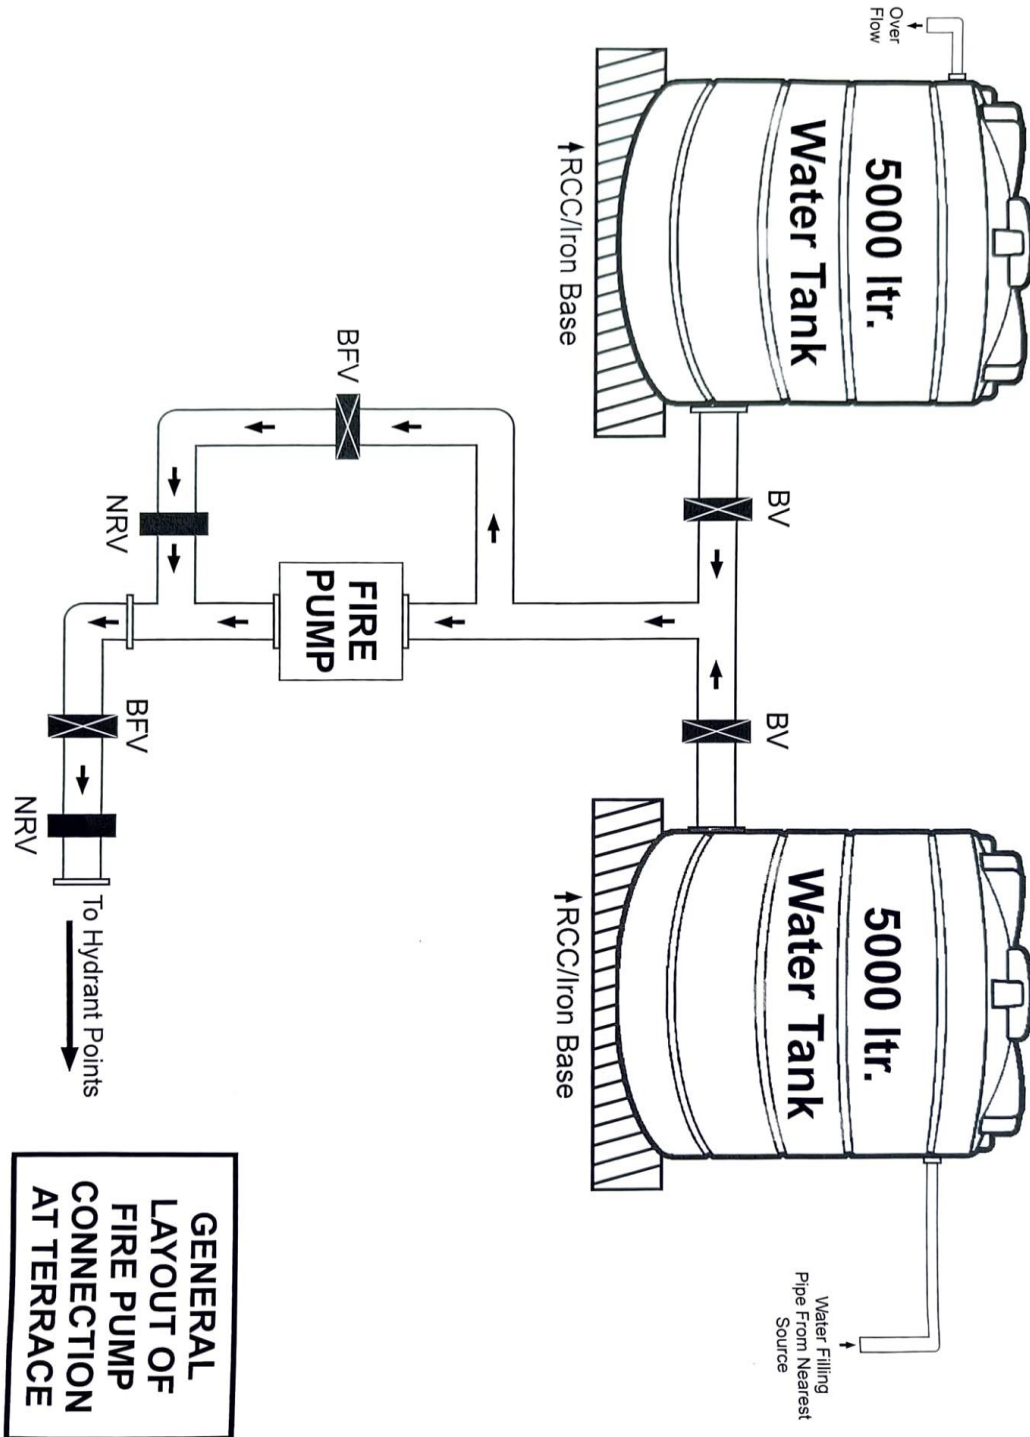 Over
Flow
5000 ltr.
Water Tank
RCC/Iron Base
BV
BV
5000 ltr.
Water Tank
RCC/Iron Base
Water Filling
Pipe From Nearest
Source
BFV
NRV
FIRE
PUMP
BFV
NRV
To Hydrant Points
GENERAL
LAYOUT OF
FIRE PUMP
CONNECTION
AT TERRACE